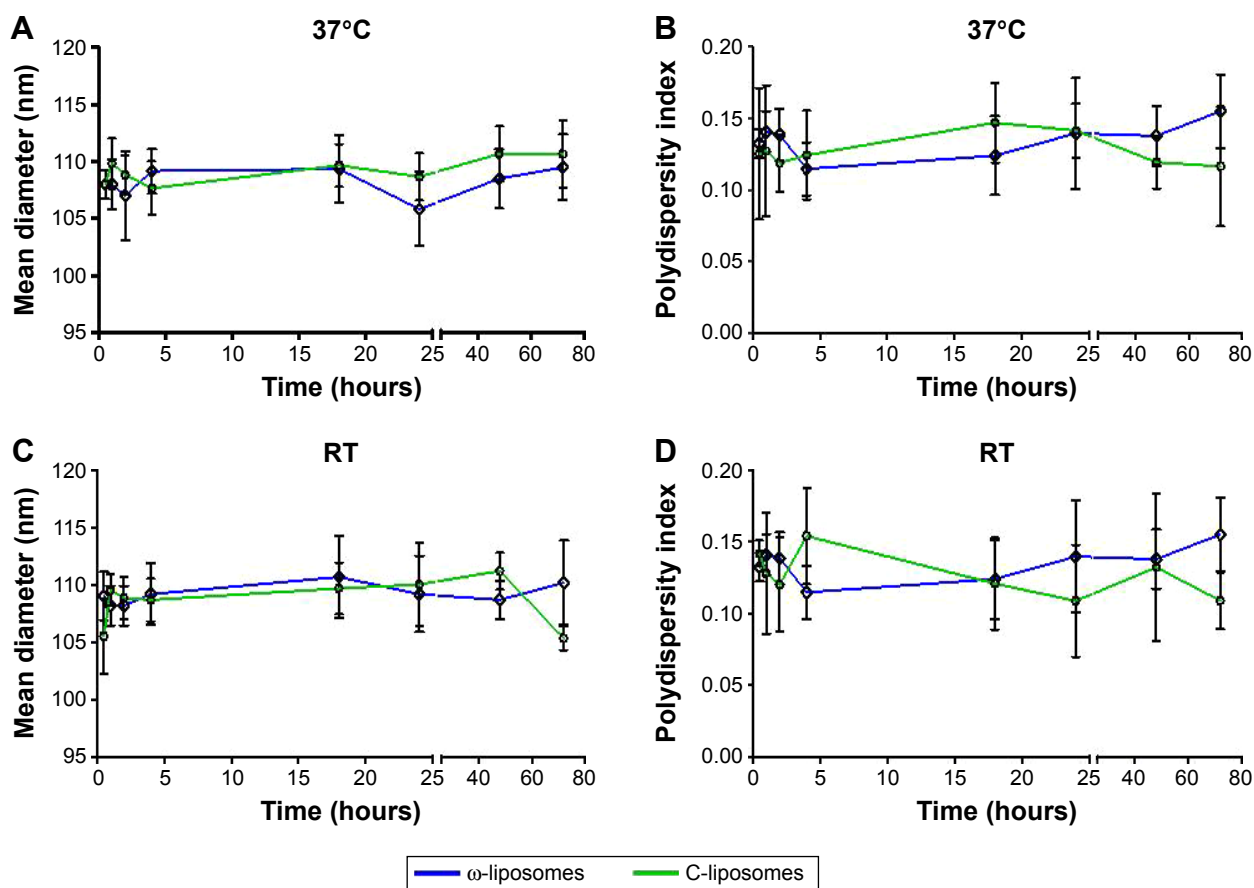 A
37°C
Mean diameter (nm)
120
115
110
105
100
95
0 5 10 15 20 25 40 60 80
Time (hours)
B
37°C
Polydispersity index
0.20
0.15
0.10
0.05
0.00
0 5 10 15 20 25 40 60 80
Time (hours)
C
RT
Mean diameter (nm)
120
115
110
105
100
95
0 5 10 15 20 25 40 60 80
Time (hours)
D
RT
Polydispersity index
0.20
0.15
0.10
0.05
0.00
0 5 10 15 20 25 40 60 80
Time (hours)
ω-liposomes C-liposomes